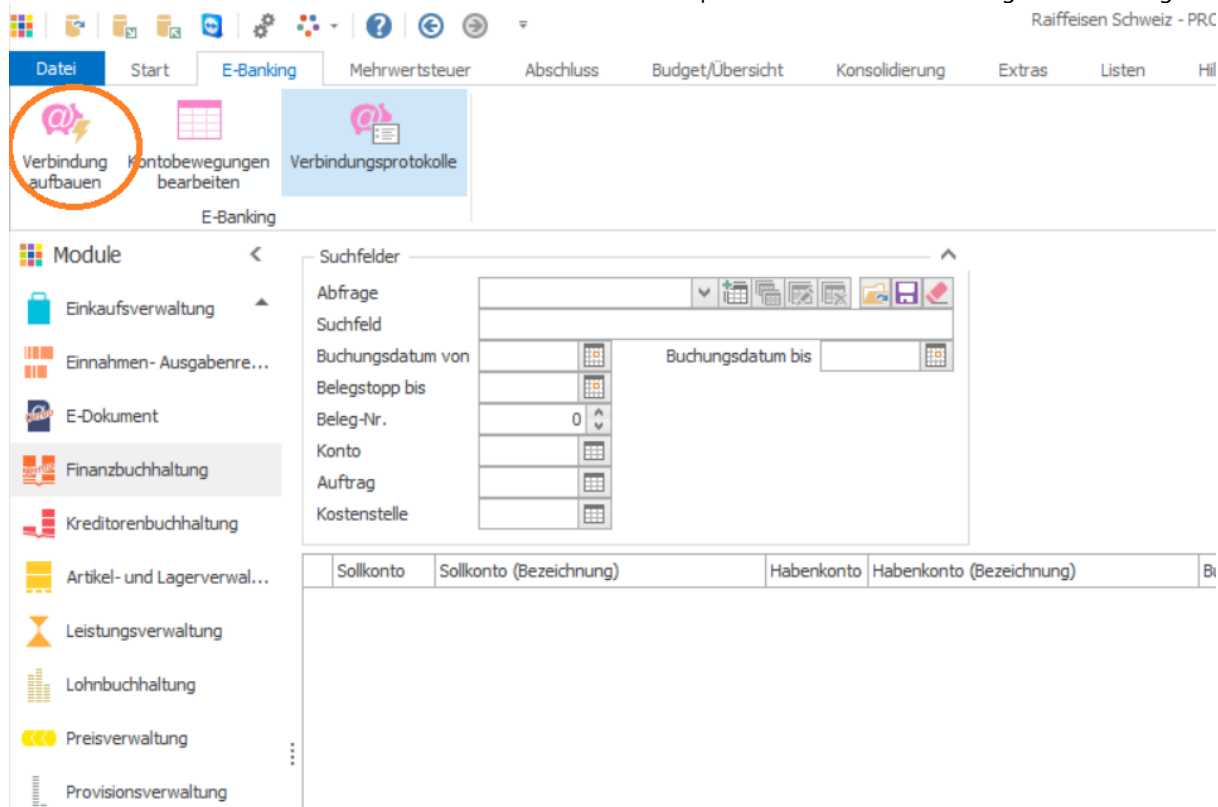 Raiffeisen Schweiz - PRO
Datei Start E-Banking Mehrwertsteuer Abschluss Budget/Übersicht Konsolidierung Extras Listen Hil
Verbindung aufbauen
Kontobewegungen bearbeiten
Verbindungsprotokolle
E-Banking
Module
Einkaufsverwaltung
Einnahmen- Ausgabenre...
E-Dokument
Finanzbuchhaltung
Kreditorenbuchhaltung
Artikel- und Lagerverwal...
Leistungsverwaltung
Lohnbuchhaltung
Preisverwaltung
Provisionsverwaltung
Suchfelder
Abfrage
Suchfeld
Buchungsdatum von Buchungsdatum bis
Belegstopp bis
Beleg-Nr. 0
Konto
Auftrag
Kostenstelle
Sollkonto Sollkonto (Bezeichnung) Habenkonto Habenkonto (Bezeichnung) Bu